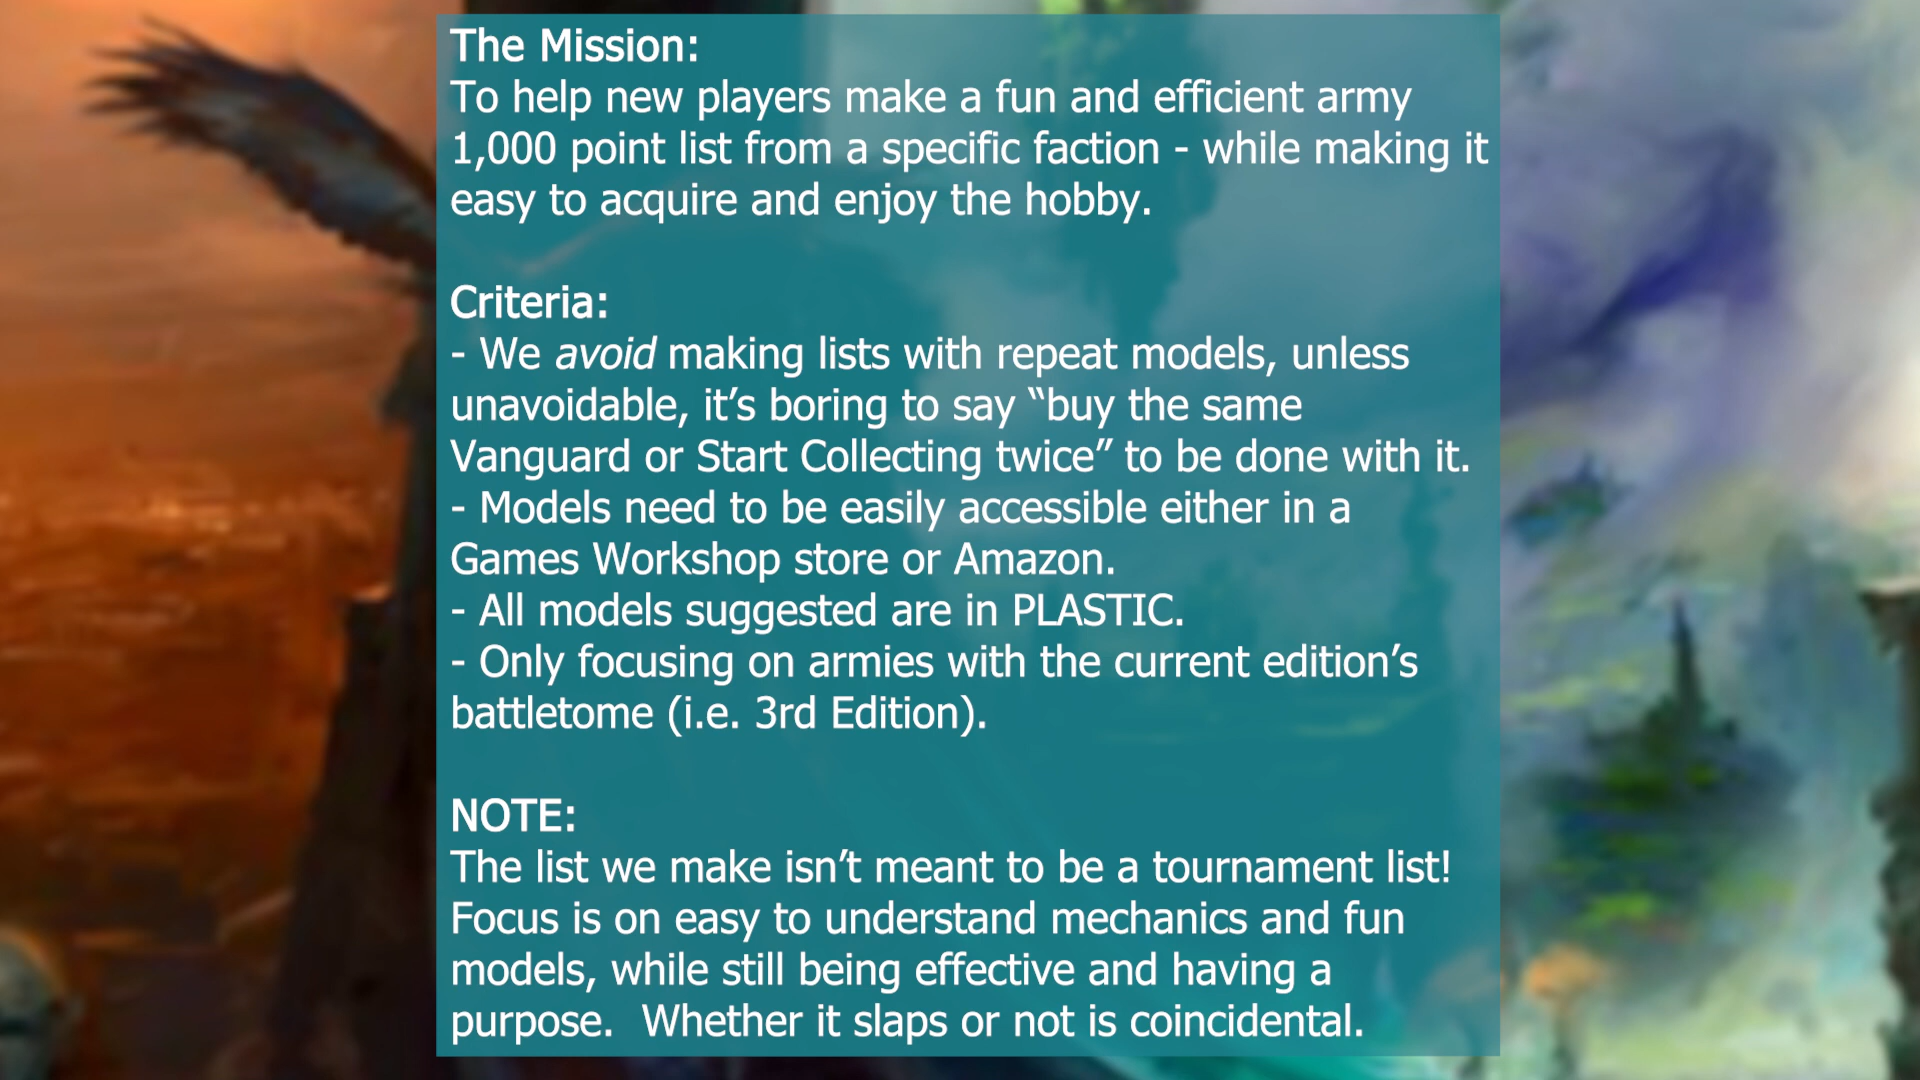 The Mission:
To help new players make a fun and efficient army
1,000 point list from a specific faction - while making it
easy to acquire and enjoy the hobby.
Criteria:
- We avoid making lists with repeat models, unless
unavoidable, it’s boring to say “buy the same
Vanguard or Start Collecting twice” to be done with it.
- Models need to be easily accessible either in a
Games Workshop store or Amazon.
- All models suggested are in PLASTIC.
- Only focusing on armies with the current edition’s
battletome (i.e. 3rd Edition).
NOTE:
The list we make isn’t meant to be a tournament list!
Focus is on easy to understand mechanics and fun
models, while still being effective and having a
purpose.  Whether it slaps or not is coincidental.